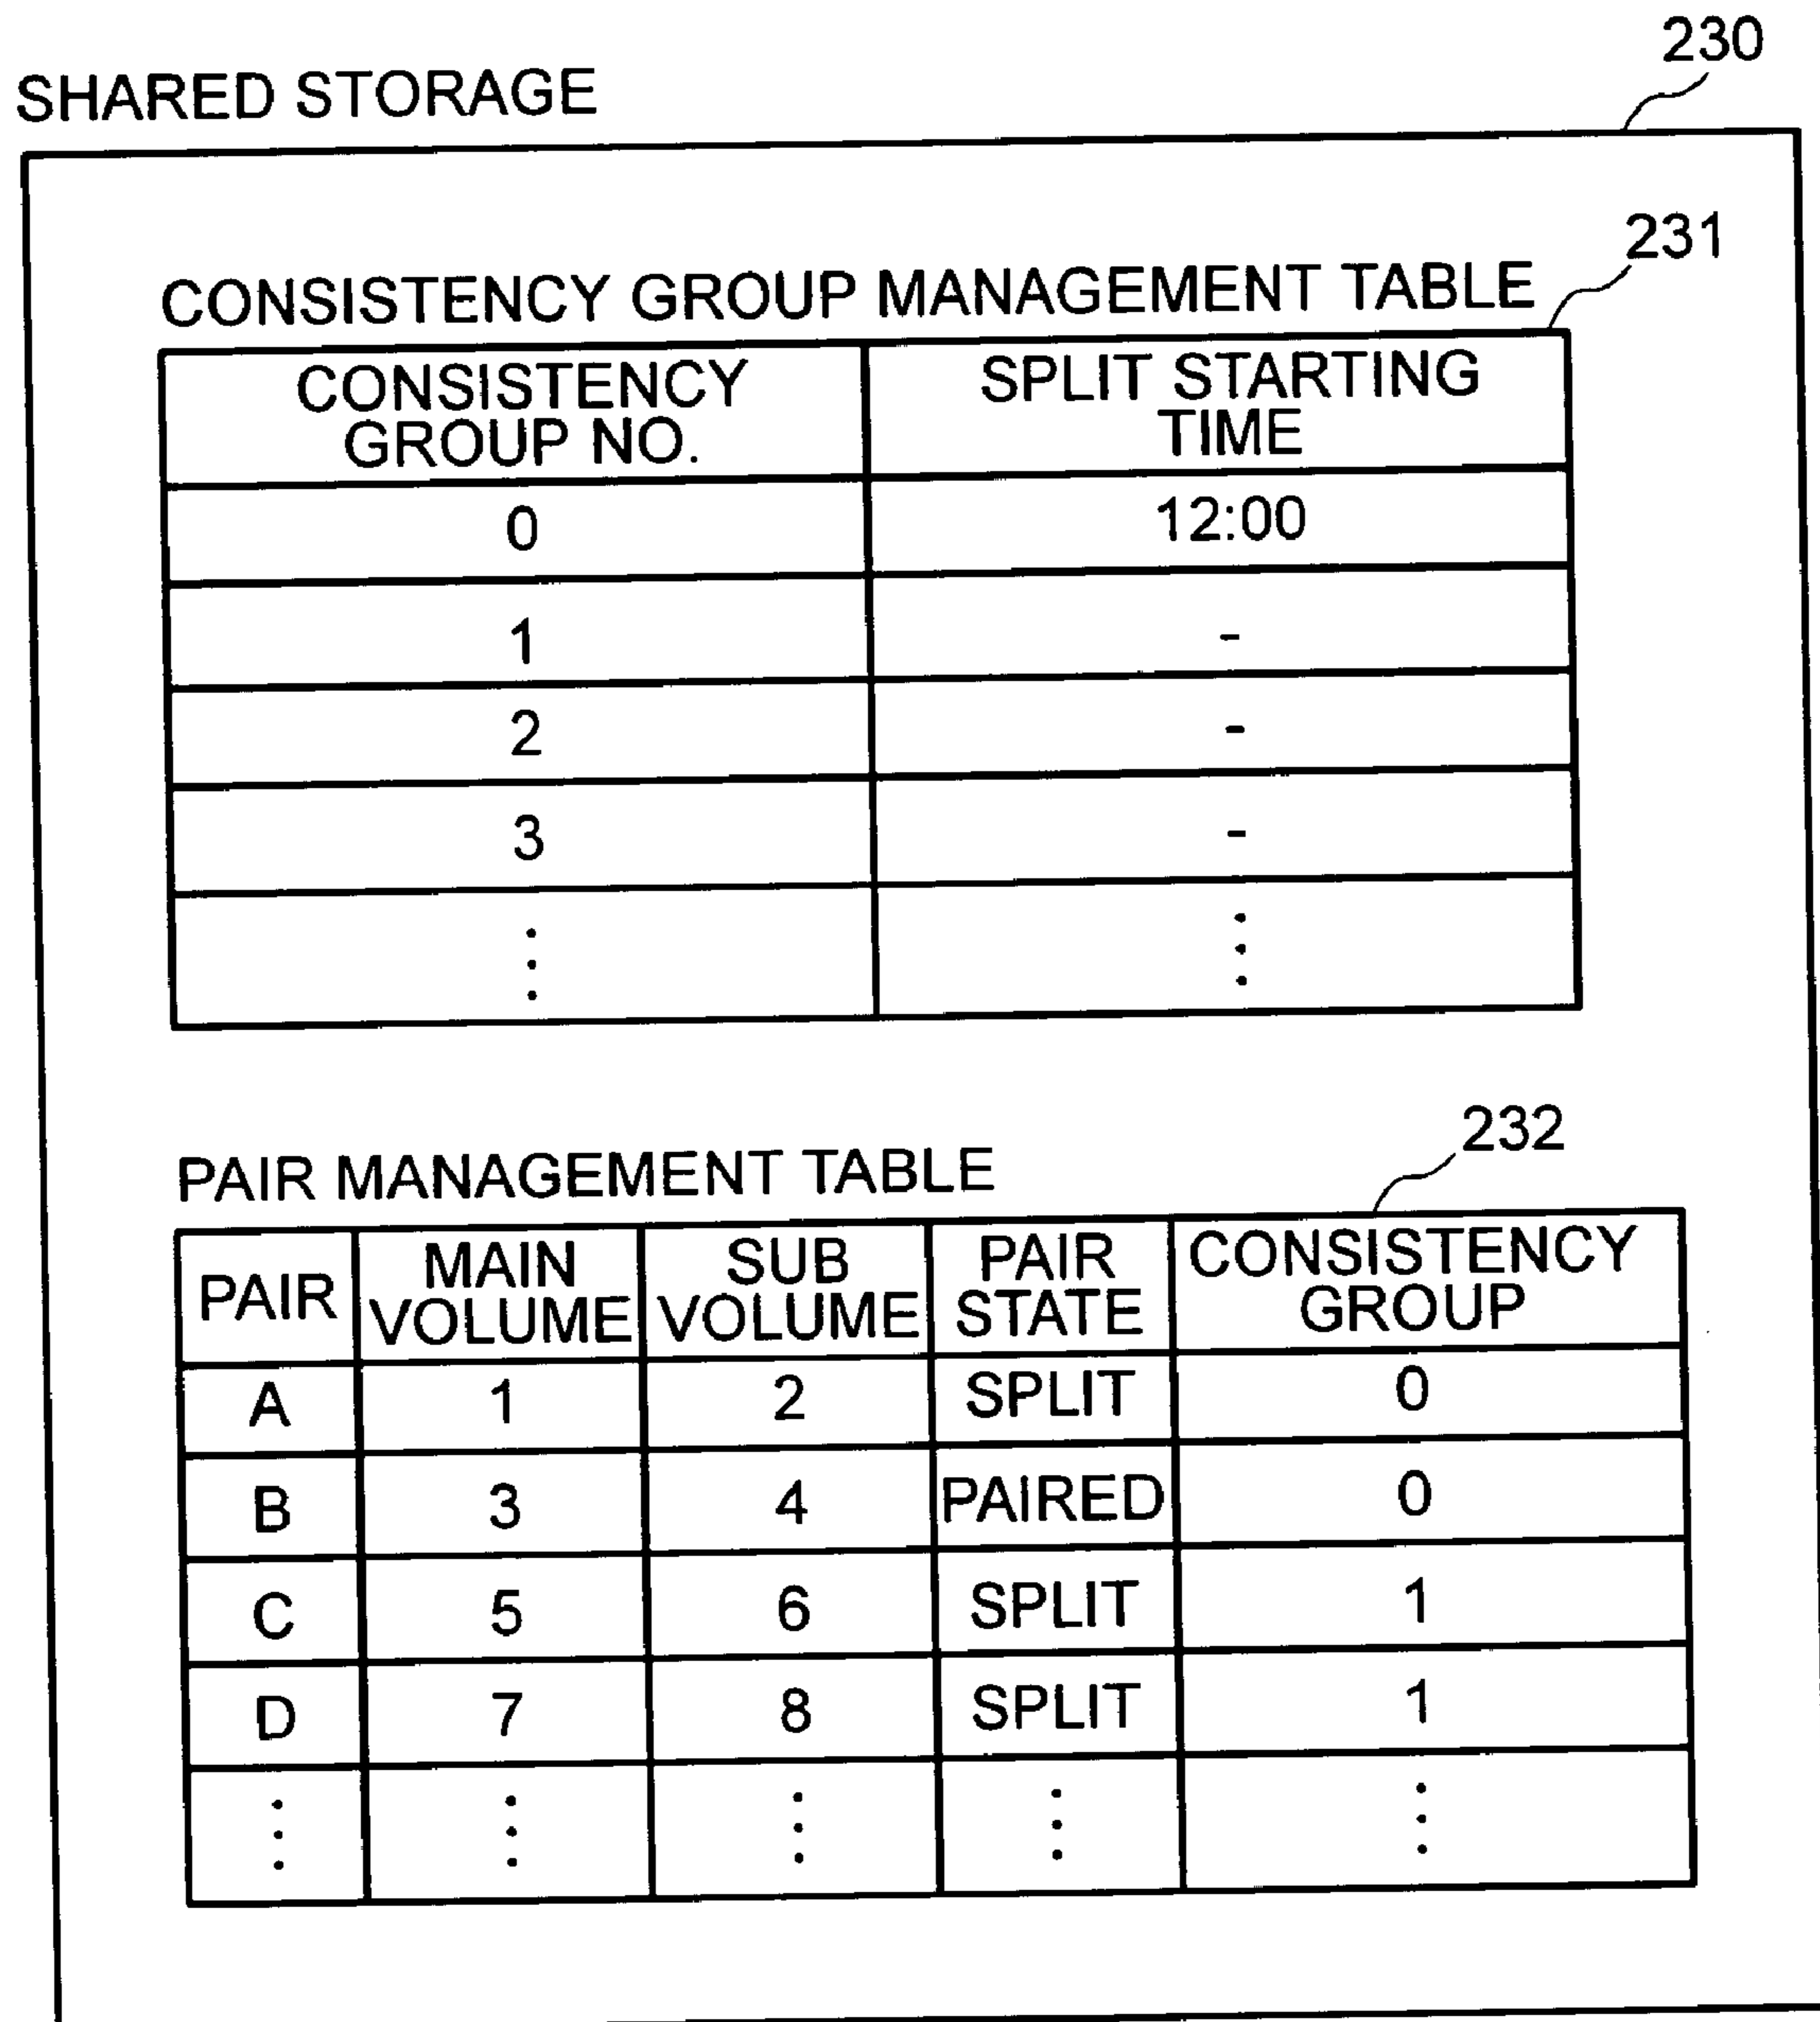 230
SHARED STORAGE
231
CONSISTENCY GROUP MANAGEMENT TABLE
CONSISTENCY GROUP NO. SPLIT STARTING TIME
0 12:00
1 -
2 -
3 -
232
PAIR MANAGEMENT TABLE
PAIR MAIN VOLUME SUB VOLUME PAIR STATE CONSISTENCY GROUP
A 1 2 SPLIT 0
B 3 4 PAIRED 0
C 5 6 SPLIT 1
D 7 8 SPLIT 1